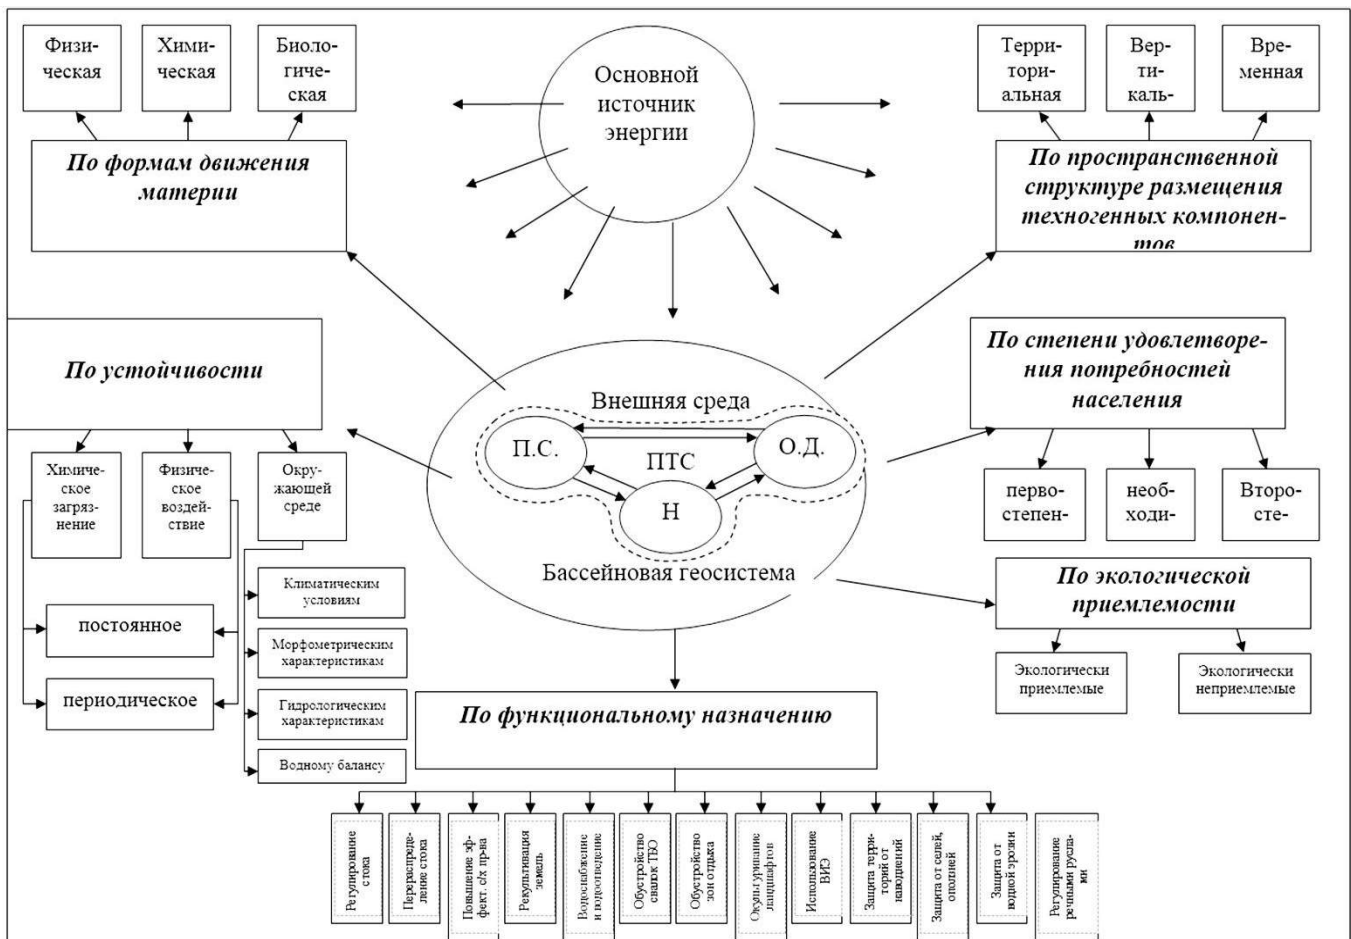 Физи-
ческая
Хими-
ческая
Биоло-
гиче-
ская
Основной
источник
энергии
Терри-
тори-
альная
Вер-
ти-
каль-
Вре-
менная
По формам движения
материи
По пространственной
структуре размещения
техногенных компонен-
тов
По устойчивости
Внешняя среда
П.С.
ПТС
О.Д.
Н
Бассейновая геосистема
По степени удовлетворе-
ния потребностей
населения
Химиче-
ское
загряз-
нение
Физиче-
ское
воздей-
ствие
Окру-
жающей
среде
перво-
степен-
необ-
ходи-
Второ-
сте-
По экологической
приемлемости
Экологически
приемлемые
Экологически
неприемлемые
Климатическим
условиям
Морфометрическим
характеристикам
Гидрологическим
характеристикам
Водному балансу
постоянное
периодическое
По функциональному назначению
Регулирование
стока
Перераспреде-
ление стока
Повышение эф-
фект. с/х пр-ва
Рекультивация
земель
Водоснабжение
и водоотведение
Обустройство
свалок ТБО
Обустройство
зон отдыха
Окультуривание
ландшафтов
Использование
ВИЭ
Защита терри-
торий от
наводнений
Защита от селей,
оползней
Защита от
водной эрозии
Регулирование
речными русла-
ми